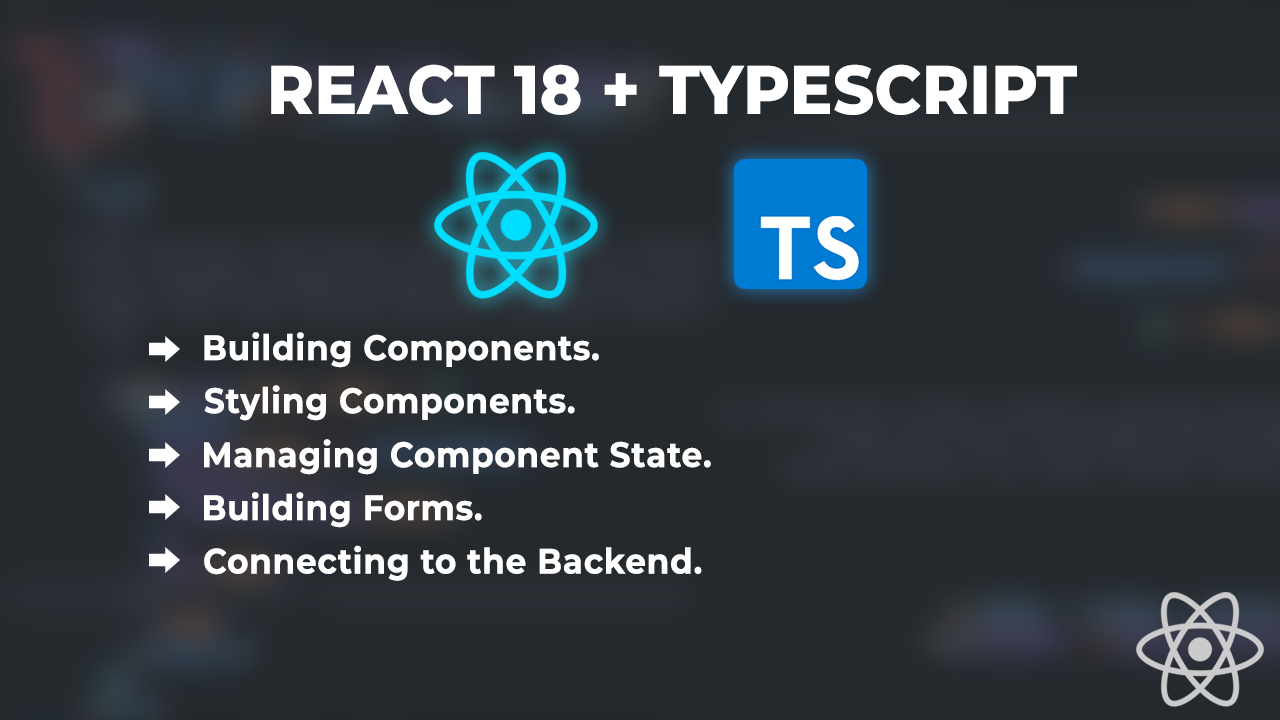 REACT 18 + TYPESCRIPT
TS
Building Components.
Styling Components.
Managing Component State.
Building Forms.
Connecting to the Backend.